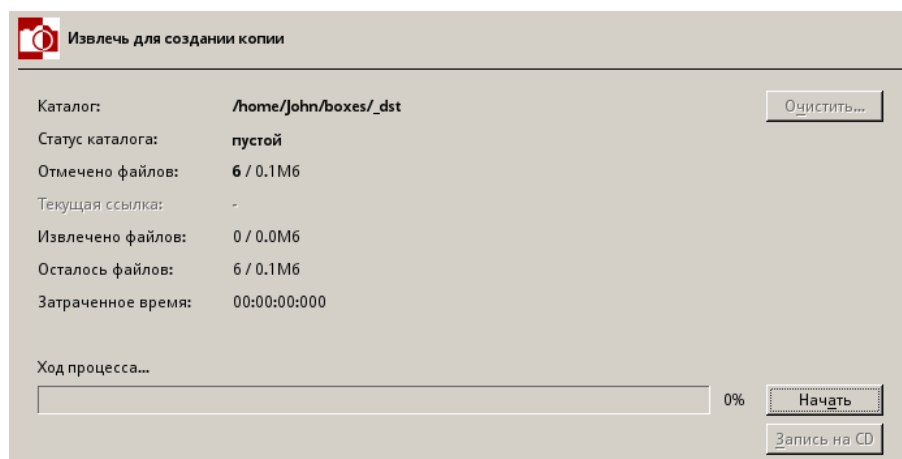 Извлечь для создании копии
Каталог: /home/John/boxes/_dst Очистить...
Статус каталога: пустой
Отмечено файлов: 6 / 0.1Мб
Текущая ссылка: -
Извлечено файлов: 0 / 0.0Мб
Осталось файлов: 6 / 0.1Мб
Затраченное время: 00:00:00:000
Ход процесса...
0% Начать
Запись на CD